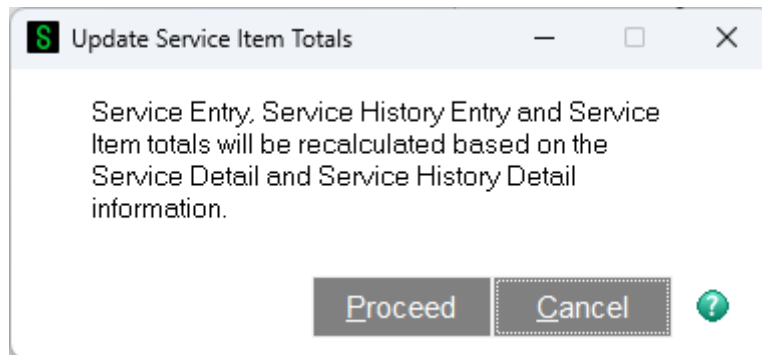 S Update Service Item Totals
Service Entry, Service History Entry and Service
Item totals will be recalculated based on the
Service Detail and Service History Detail
information.
Proceed Cancel ?